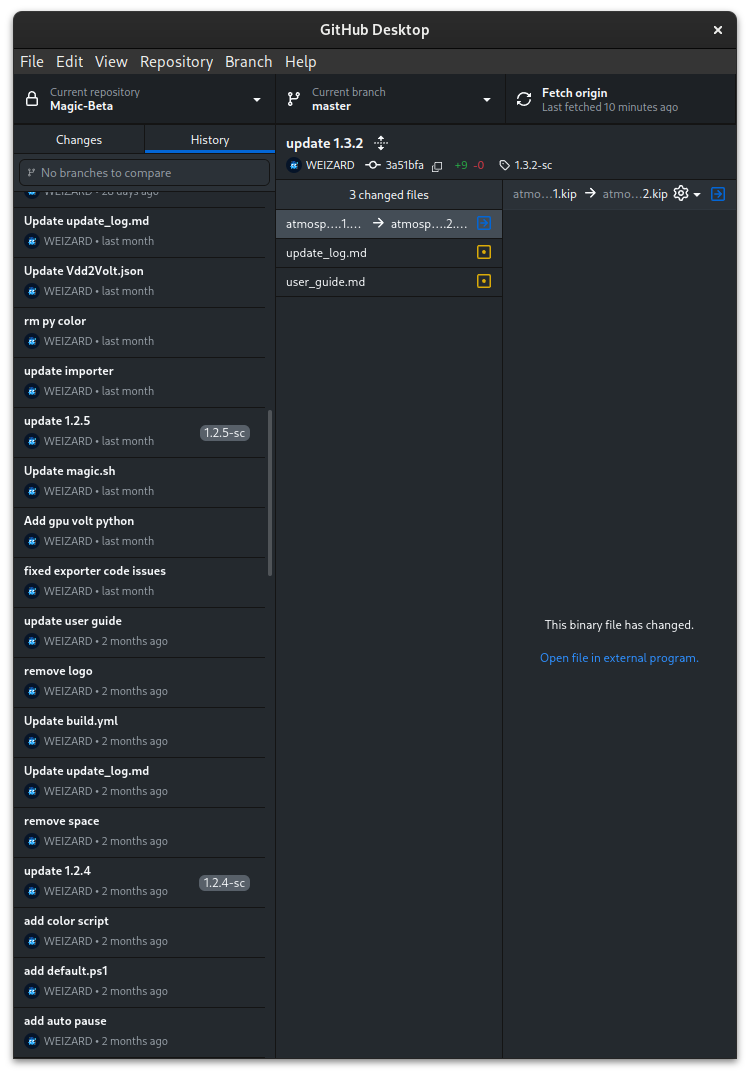 GitHub Desktop
File Edit View Repository Branch Help
Current repository
Magic-Beta
Current branch
master
Fetch origin
Last fetched 10 minutes ago
Changes
History
No branches to compare
WEIZARD • 28 days ago
Update update_log.md
WEIZARD • last month
Update Vdd2Volt.json
WEIZARD • last month
rm py color
WEIZARD • last month
update importer
WEIZARD • last month
update 1.2.5
1.2.5-sc
WEIZARD • last month
Update magic.sh
WEIZARD • last month
Add gpu volt python
WEIZARD • last month
fixed exporter code issues
WEIZARD • last month
update user guide
WEIZARD • 2 months ago
remove logo
WEIZARD • 2 months ago
Update build.yml
WEIZARD • 2 months ago
Update update_log.md
WEIZARD • 2 months ago
remove space
WEIZARD • 2 months ago
update 1.2.4
1.2.4-sc
WEIZARD • 2 months ago
add color script
WEIZARD • 2 months ago
add default.ps1
WEIZARD • 2 months ago
add auto pause
WEIZARD • 2 months ago
update 1.3.2
WEIZARD 3a51bfa +9 -0 1.3.2-sc
3 changed files
atmosp....1.... → atmosp....2....
update_log.md
user_guide.md
atmo...1.kip → atmo...2.kip
This binary file has changed.
Open file in external program.